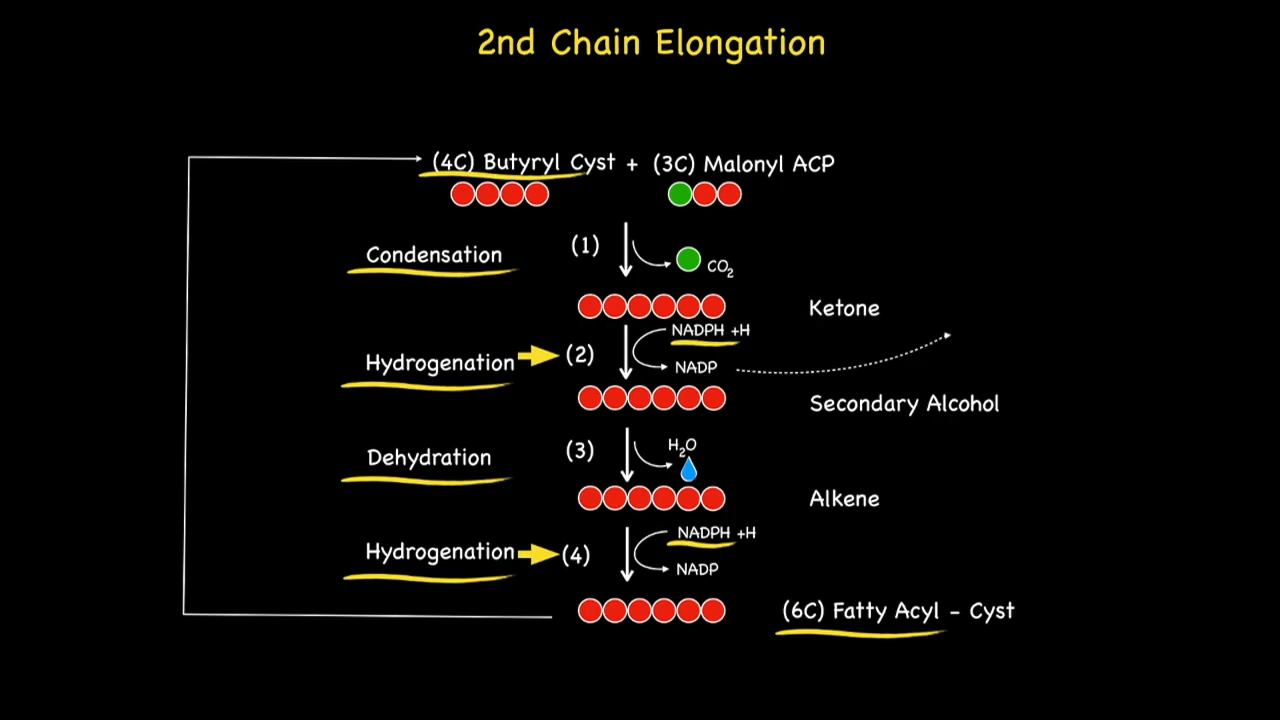 2nd Chain Elongation
(4C) Butyryl Cyst + (3C) Malonyl ACP
(1)
Condensation
CO2
Ketone
NADPH +H
Hydrogenation (2)
NADP
Secondary Alcohol
H2O
Dehydration (3)
Alkene
NADPH +H
Hydrogenation (4)
NADP
(6C) Fatty Acyl - Cyst